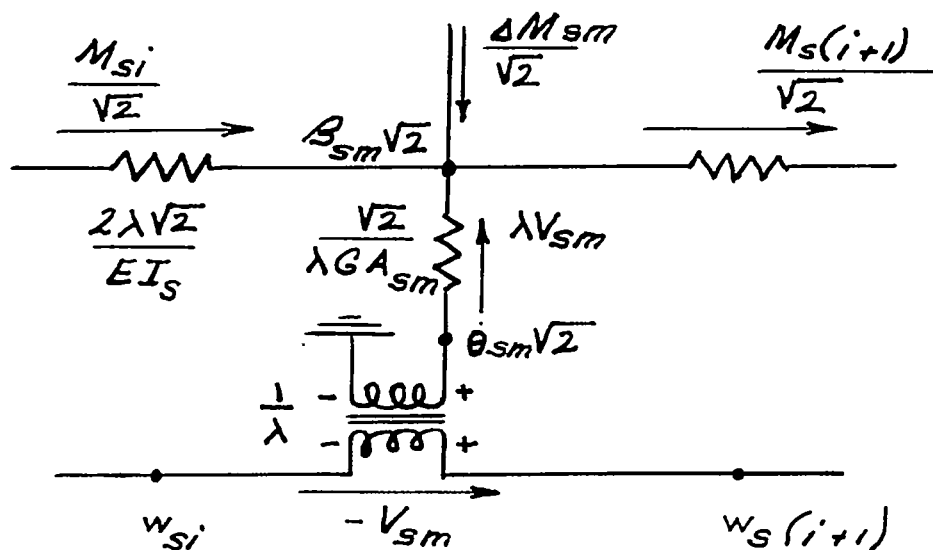 M_si/√2
ΔM_sm/√2
M_s(i+1)/√2
β_sm√2
2λ√2/EI_s
√2/λGA_sm
λV_sm
θ_sm√2
1/λ
- +
- +
w_si
-V_sm
w_s(i+1)